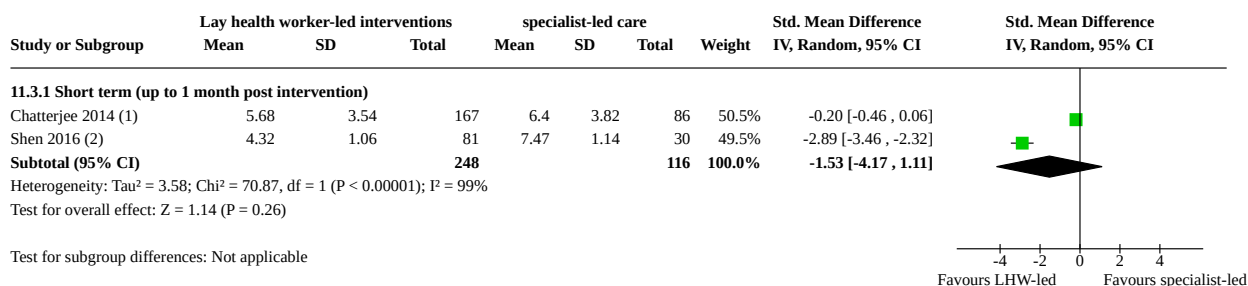 Lay health worker-led interventions specialist-led care Std. Mean Difference Std. Mean Difference
Study or Subgroup Mean SD Total Mean SD Total Weight IV, Random, 95% CI IV, Random, 95% CI
11.3.1 Short term (up to 1 month post intervention)
Chatterjee 2014 (1) 5.68 3.54 167 6.4 3.82 86 50.5% -0.20 [-0.46 , 0.06]
Shen 2016 (2) 4.32 1.06 81 7.47 1.14 30 49.5% -2.89 [-3.46 , -2.32]
Subtotal (95% CI) 248 116 100.0% -1.53 [-4.17 , 1.11]
Heterogeneity: Tau² = 3.58; Chi² = 70.87, df = 1 (P < 0.00001); I² = 99%
Test for overall effect: Z = 1.14 (P = 0.26)
Test for subgroup differences: Not applicable
-4 -2 0 2 4
Favours LHW-led Favours specialist-led